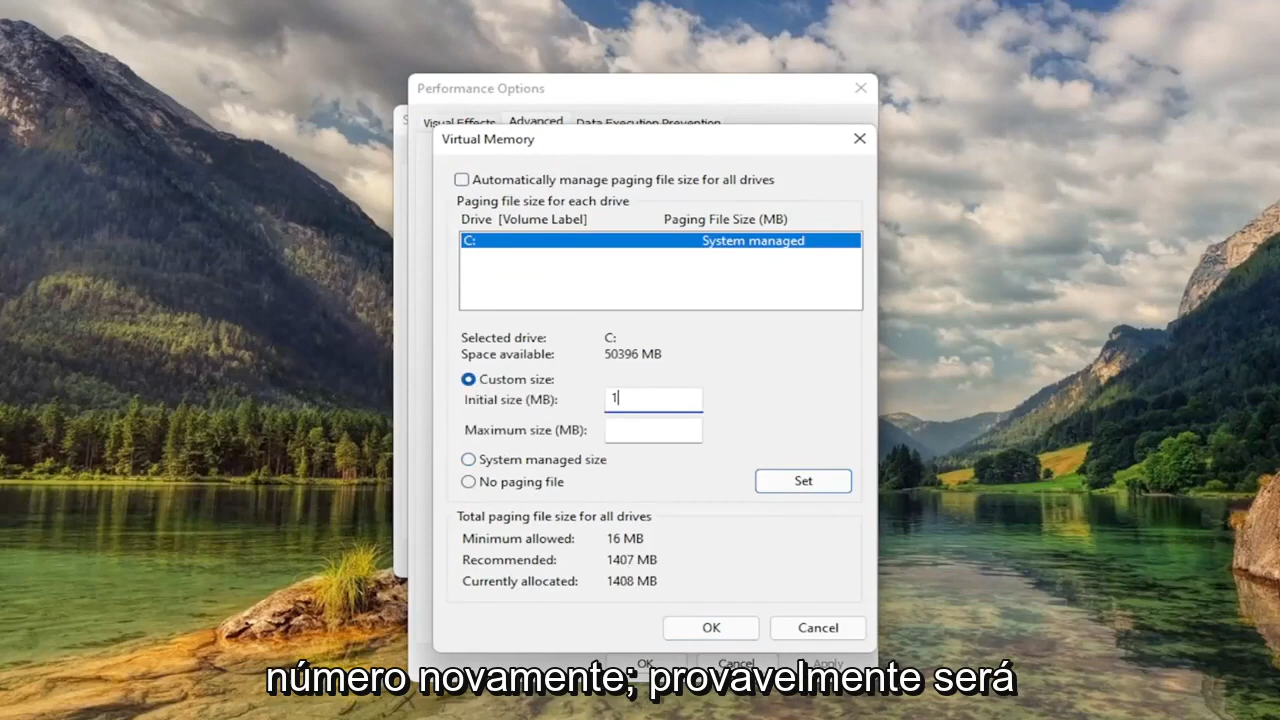 Performance Options
Visual Effects Advanced Data Execution Prevention
Virtual Memory
Automatically manage paging file size for all drives
Paging file size for each drive
Drive [Volume Label] Paging File Size (MB)
C: System managed
Selected drive: C:
Space available: 50396 MB
Custom size:
Initial size (MB): 1
Maximum size (MB):
System managed size
No paging file
Set
Total paging file size for all drives
Minimum allowed: 16 MB
Recommended: 1407 MB
Currently allocated: 1408 MB
OK Cancel
OK Cancel Apply
número novamente; provavelmente será